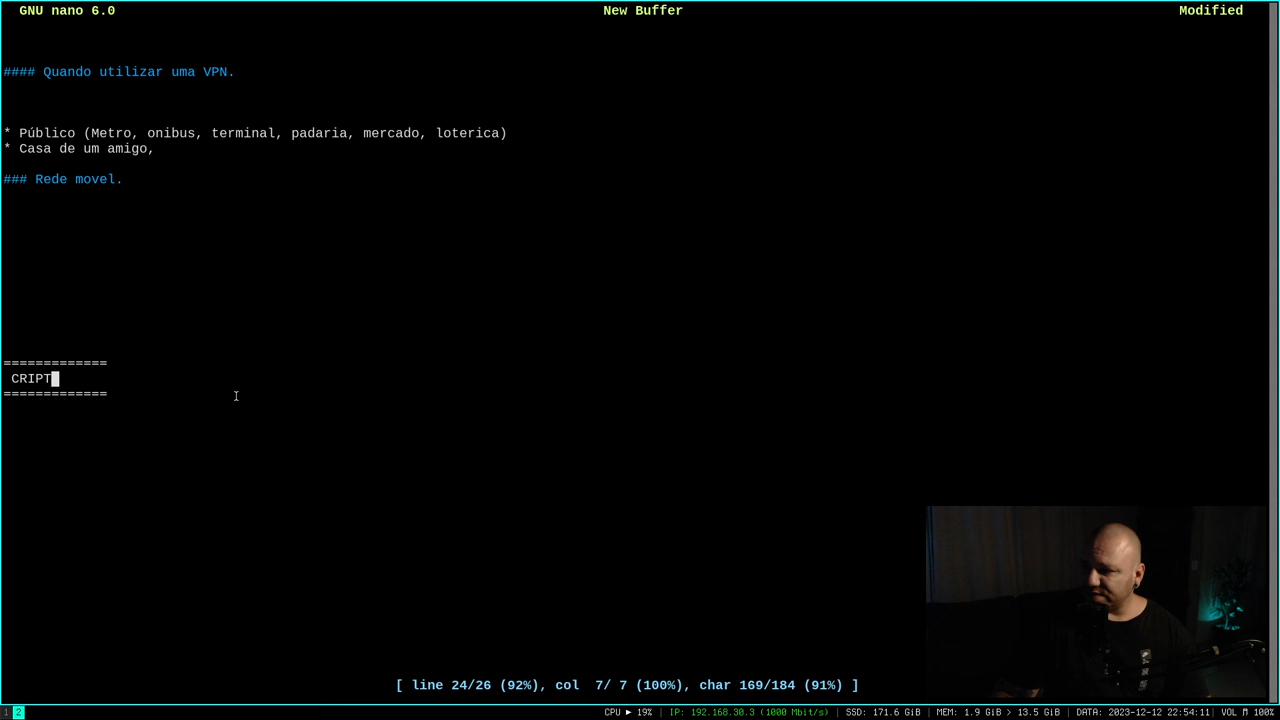 GNU nano 6.0 New Buffer Modified
#### Quando utilizar uma VPN.
* Público (Metro, onibus, terminal, padaria, mercado, loterica)
* Casa de um amigo,
### Rede movel.
=============
CRIPT
=============
[ line 24/26 (92%), col  7/ 7 (100%), char 169/184 (91%) ]
1 2 CPU ► 19% | IP: 192.168.30.3 (1000 Mbit/s) | SSD: 171.6 GiB | MEM: 1.9 GiB > 13.5 GiB | DATA: 2023-12-12 22:54:11| VOL 100%